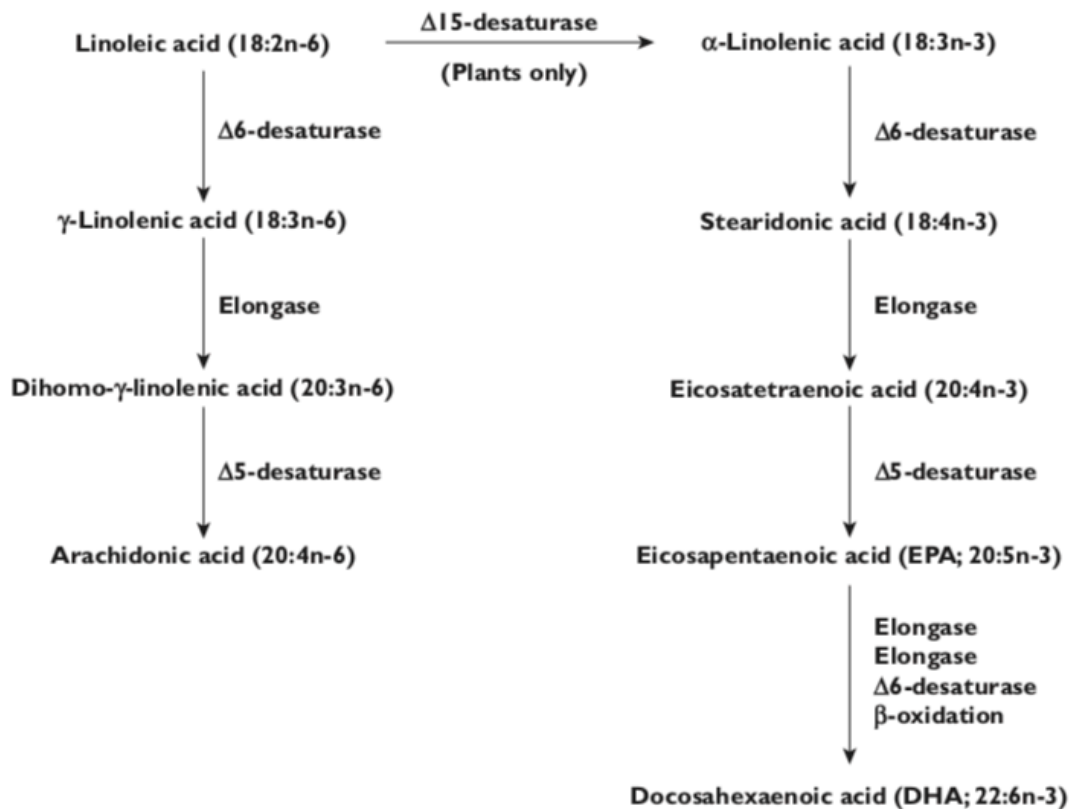 Linoleic acid (18:2n-6)
Δ15-desaturase
(Plants only)
α-Linolenic acid (18:3n-3)
Δ6-desaturase
Δ6-desaturase
γ-Linolenic acid (18:3n-6)
Stearidonic acid (18:4n-3)
Elongase
Elongase
Dihomo-γ-linolenic acid (20:3n-6)
Eicosatetraenoic acid (20:4n-3)
Δ5-desaturase
Δ5-desaturase
Arachidonic acid (20:4n-6)
Eicosapentaenoic acid (EPA; 20:5n-3)
Elongase
Elongase
Δ6-desaturase
β-oxidation
Docosahexaenoic acid (DHA; 22:6n-3)